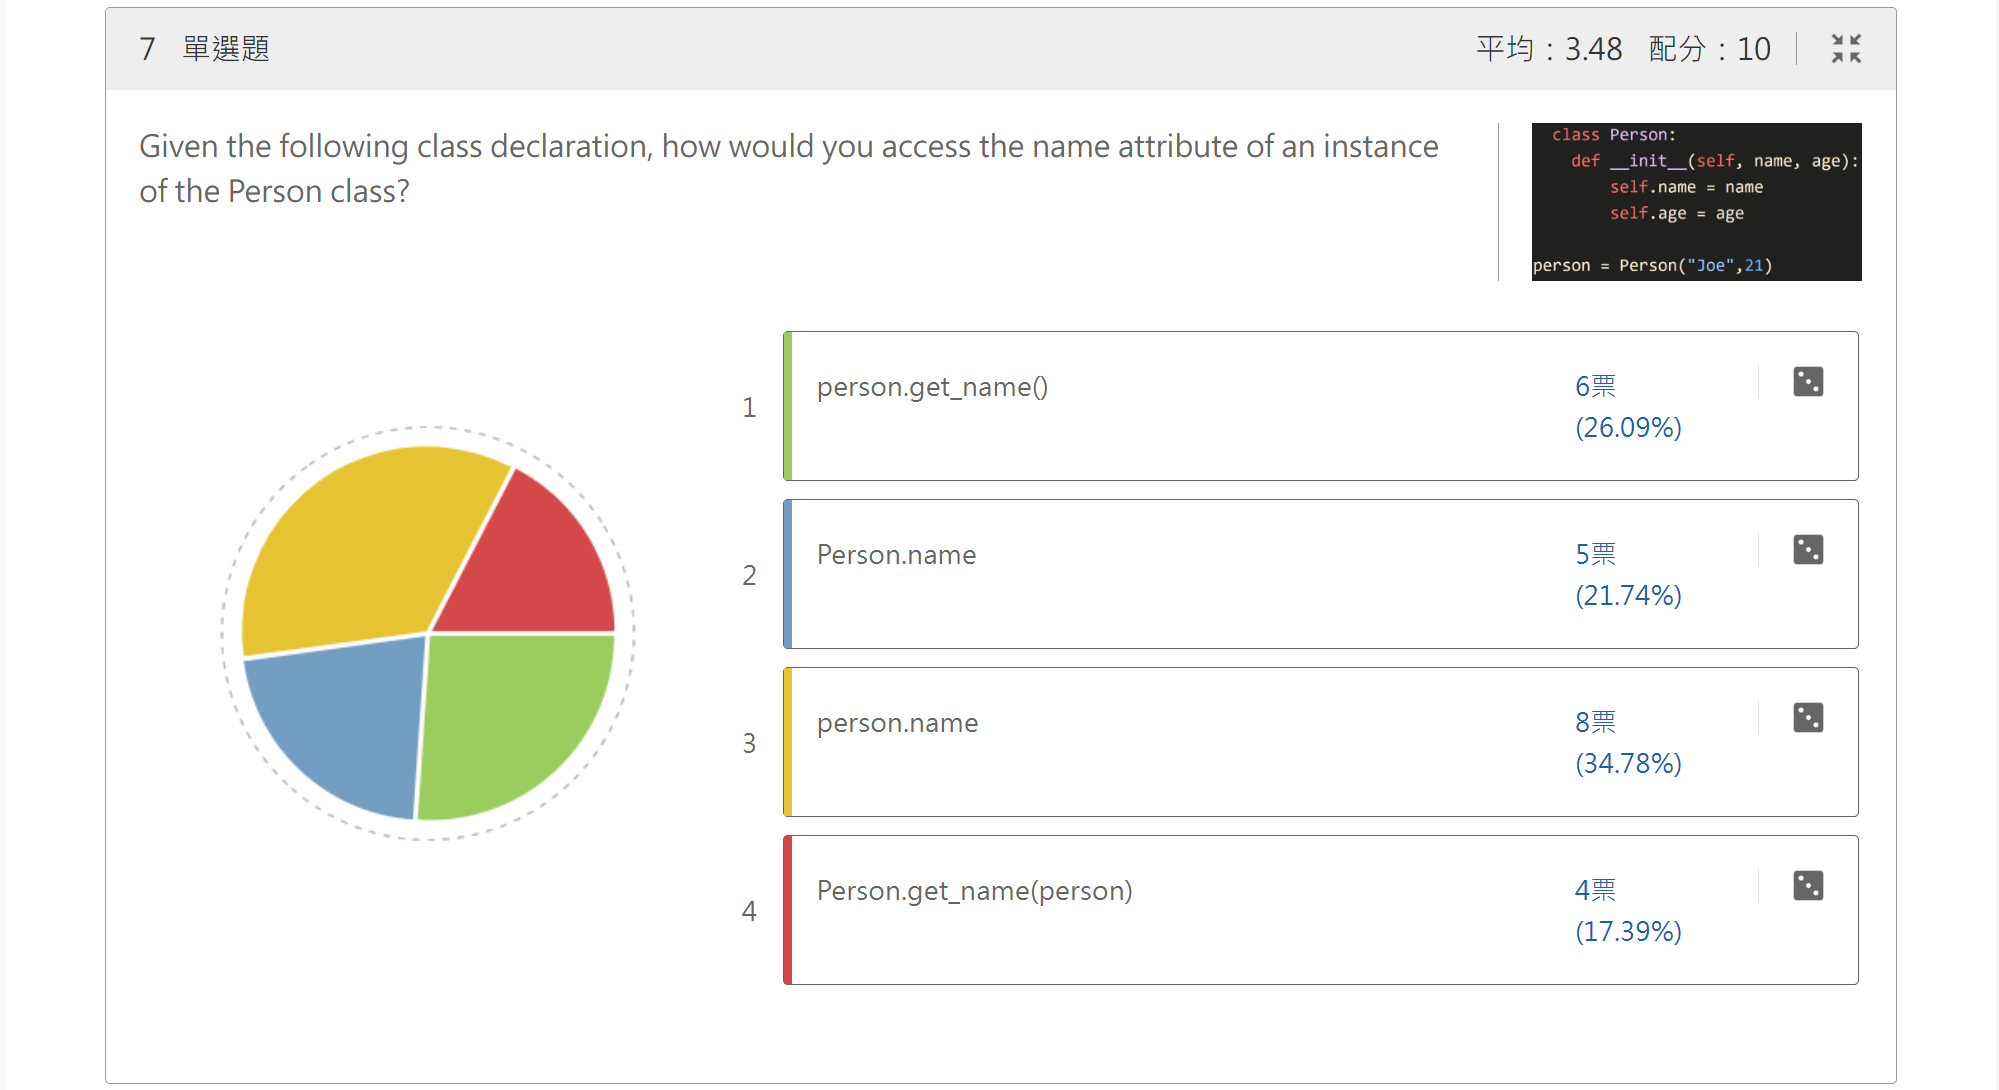 7 單選題
平均：3.48 配分：10
Given the following class declaration, how would you access the name attribute of an instance
of the Person class?
class Person:
def __init__(self, name, age):
self.name = name
self.age = age
person = Person("Joe",21)
1
person.get_name()
6票
(26.09%)
2
Person.name
5票
(21.74%)
3
person.name
8票
(34.78%)
4
Person.get_name(person)
4票
(17.39%)